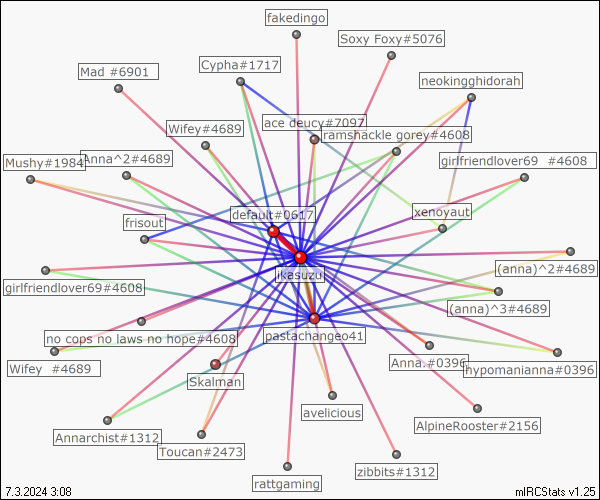 fakedingo
Soxy Foxy#5076
Cypha#1717
Mad #6901
neokingghidorah
ace deucy#7097
Wifey#4689
ramshackle gorey#4608
Mushy#1984
Anna^2#4689
girlfriendlover69 #4608
default#0617
xenoyaut
frisout
ikasuzu
(anna)^2#4689
girlfriendlover69#4608
(anna)^3#4689
no cops no laws no hope#4608
pastachangeo41
Wifey #4689
Anna.#0396
hypomanianna#0396
Skalman
avelicious
AlpineRooster#2156
Annarchist#1312
Toucan#2473
zibbits#1312
rattgaming
7.3.2024 3:08
mIRCStats v1.25